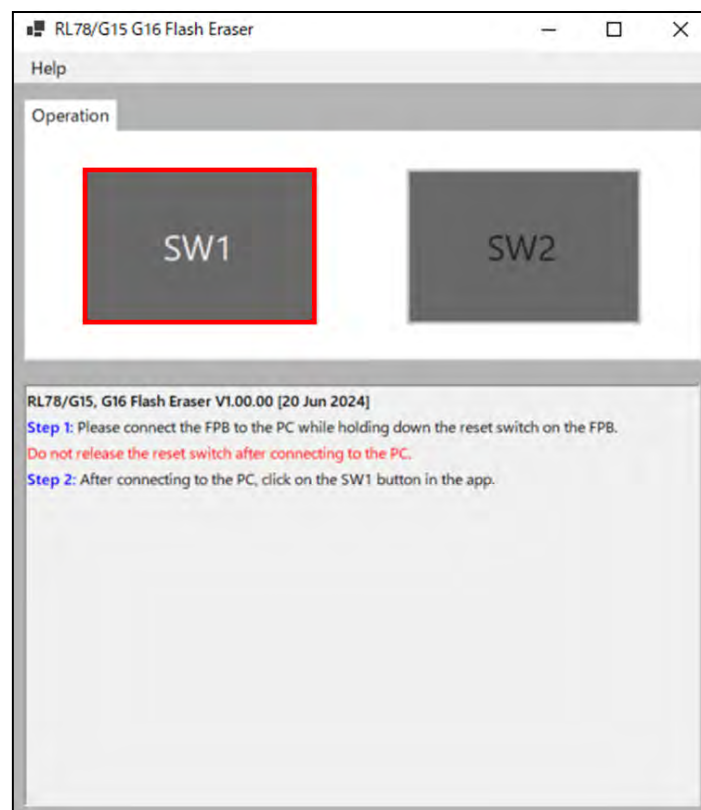 RL78/G15 G16 Flash Eraser
Help
Operation
SW1
SW2
RL78/G15, G16 Flash Eraser V1.00.00 [20 Jun 2024]
Step 1: Please connect the FPB to the PC while holding down the reset switch on the FPB.
Do not release the reset switch after connecting to the PC.
Step 2: After connecting to the PC, click on the SW1 button in the app.